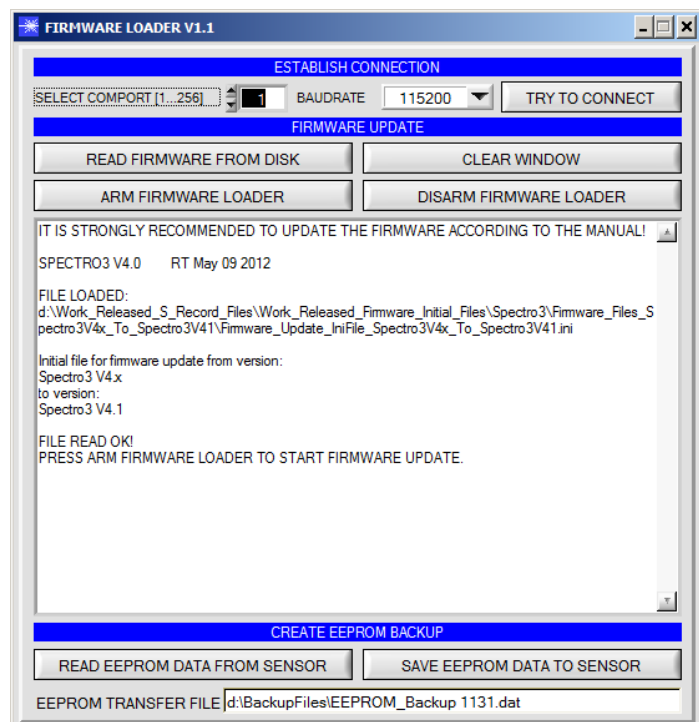 FIRMWARE LOADER V1.1
ESTABLISH CONNECTION
SELECT COMPORT [1...256] 1 BAUDRATE 115200 TRY TO CONNECT
FIRMWARE UPDATE
READ FIRMWARE FROM DISK CLEAR WINDOW
ARM FIRMWARE LOADER DISARM FIRMWARE LOADER
IT IS STRONGLY RECOMMENDED TO UPDATE THE FIRMWARE ACCORDING TO THE MANUAL!
SPECTRO3 V4.0 RT May 09 2012
FILE LOADED:
d:\Work_Released_S_Record_Files\Work_Released_Firmware_Initial_Files\Spectro3\Firmware_Files_S
pectro3V4x_To_Spectro3V41\Firmware_Update_IniFile_Spectro3V4x_To_Spectro3V41.ini
Initial file for firmware update from version:
Spectro3 V4.x
to version:
Spectro3 V4.1
FILE READ OK!
PRESS ARM FIRMWARE LOADER TO START FIRMWARE UPDATE.
CREATE EEPROM BACKUP
READ EEPROM DATA FROM SENSOR SAVE EEPROM DATA TO SENSOR
EEPROM TRANSFER FILE d:\BackupFiles\EEPROM_Backup 1131.dat